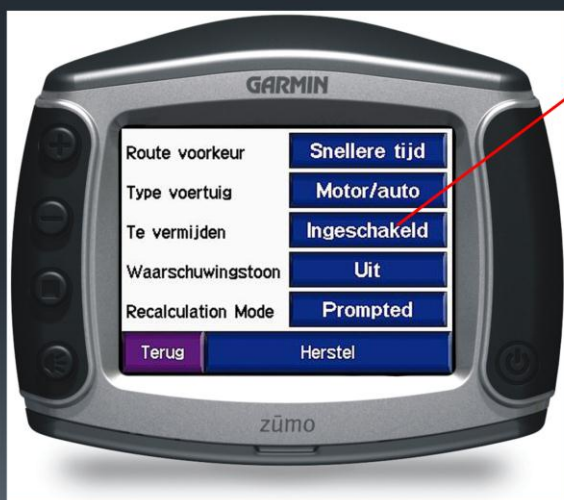 GARMIN
Route voorkeur Snellere tijd
Type voertuig Motor/auto
Te vermijden Ingeschakeld
Waarschuwingstoon Uit
Recalculation Mode Prompted
Terug Herstel
zūmo